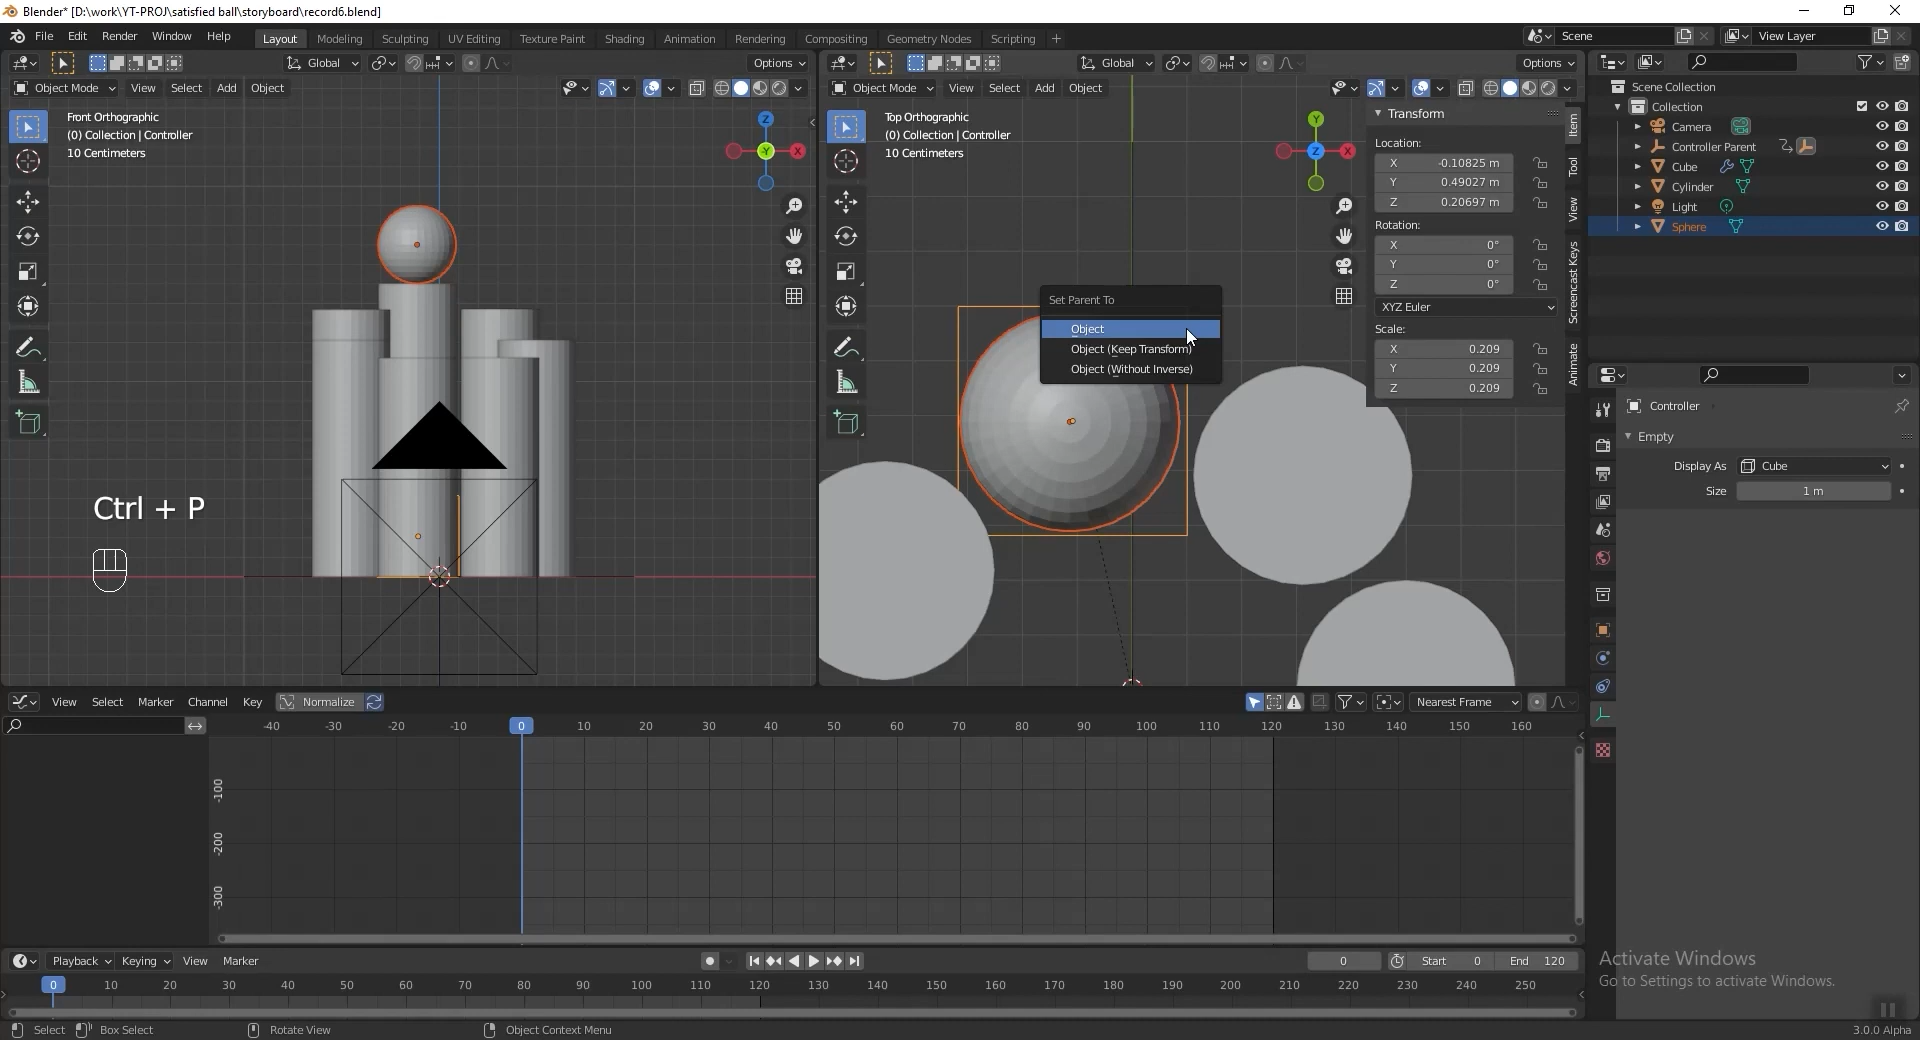 Blender* [D:\work\YT-PROJ\satisfied ball\storyboard\record6.blend]
File Edit Render Window Help Layout Modeling Sculpting UV Editing Texture Paint Shading Animation Rendering Compositing Geometry Nodes Scripting + Scene View Layer
Global Options Global Options
Object Mode View Select Add Object Object Mode View Select Add Object
Front Orthographic
(0) Collection | Controller
10 Centimeters
Z
-Y
X
Top Orthographic
(0) Collection | Controller
10 Centimeters
Y
Z
X
Set Parent To
Object
Object (Keep Transform)
Object (Without Inverse)
Ctrl + P
Transform
Location:
X -0.10825 m
Y 0.49027 m
Z 0.20697 m
Rotation:
X 0°
Y 0°
Z 0°
XYZ Euler
Scale:
X 0.209
Y 0.209
Z 0.209
Item
Tool
View
Screencast Keys
Animate
Scene Collection
Collection
Camera
Controller Parent
Cube
Cylinder
Light
Sphere
Controller
Empty
Display As Cube
Size 1 m
View Select Marker Channel Key Normalize Nearest Frame
-40 -30 -20 -10 0 10 20 30 40 50 60 70 80 90 100 110 120 130 140 150 160
-100
-200
-300
Playback Keying View Marker 0 Start 0 End 120
0 10 20 30 40 50 60 70 80 90 100 110 120 130 140 150 160 170 180 190 200 210 220 230 240 250
Activate Windows
Go to Settings to activate Windows.
Select Box Select Rotate View Object Context Menu 3.0.0 Alpha